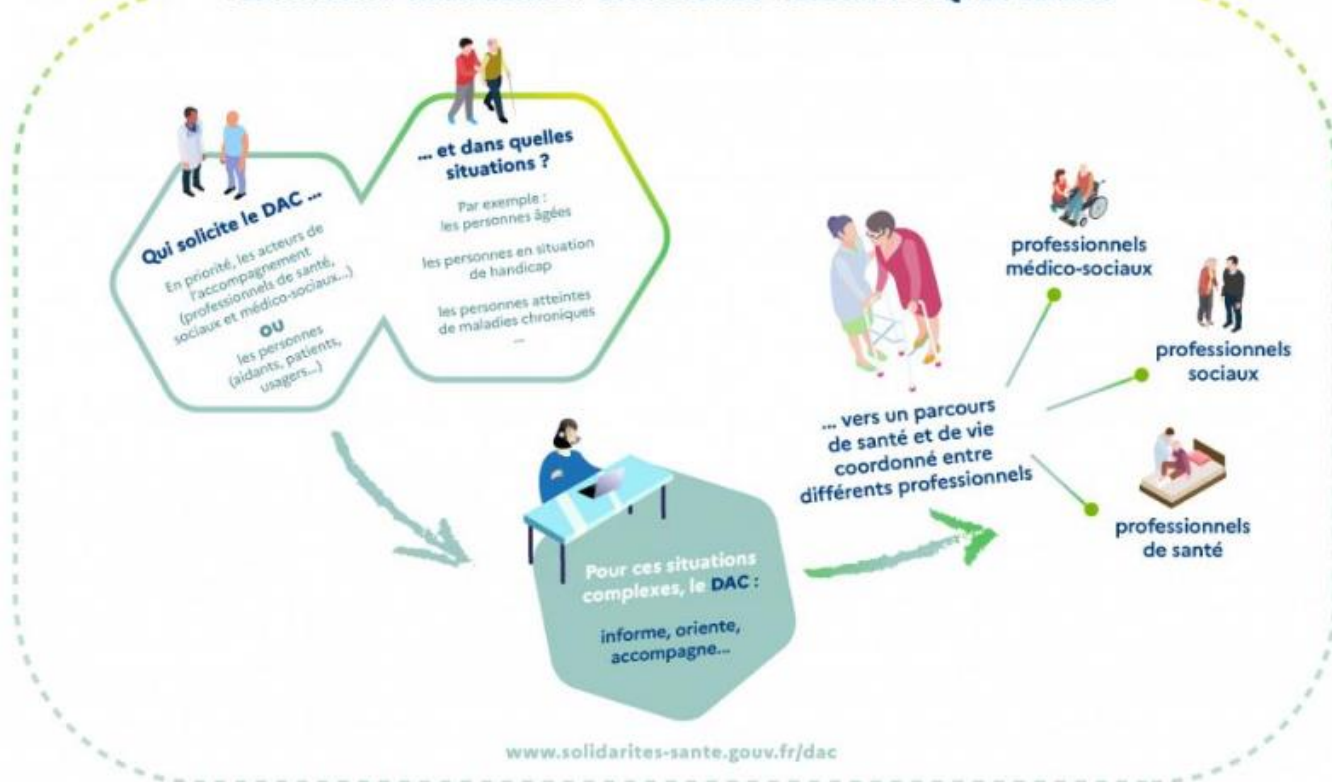 Qui solicite le DAC ...
En priorité, les acteurs de
l'accompagnement
(professionnels de santé,
sociaux et médico-sociaux...)
OU
les personnes
(aidants, patients,
usagers...)
... et dans quelles
situations ?
Par exemple :
les personnes âgées
les personnes en situation
de handicap
les personnes atteintes
de maladies chroniques
...
Pour ces situations
complexes, le DAC :
informe, oriente,
accompagne...
... vers un parcours
de santé et de vie
coordonné entre
différents professionnels
professionnels
médico-sociaux
professionnels
sociaux
professionnels
de santé
www.solidarites-sante.gouv.fr/dac